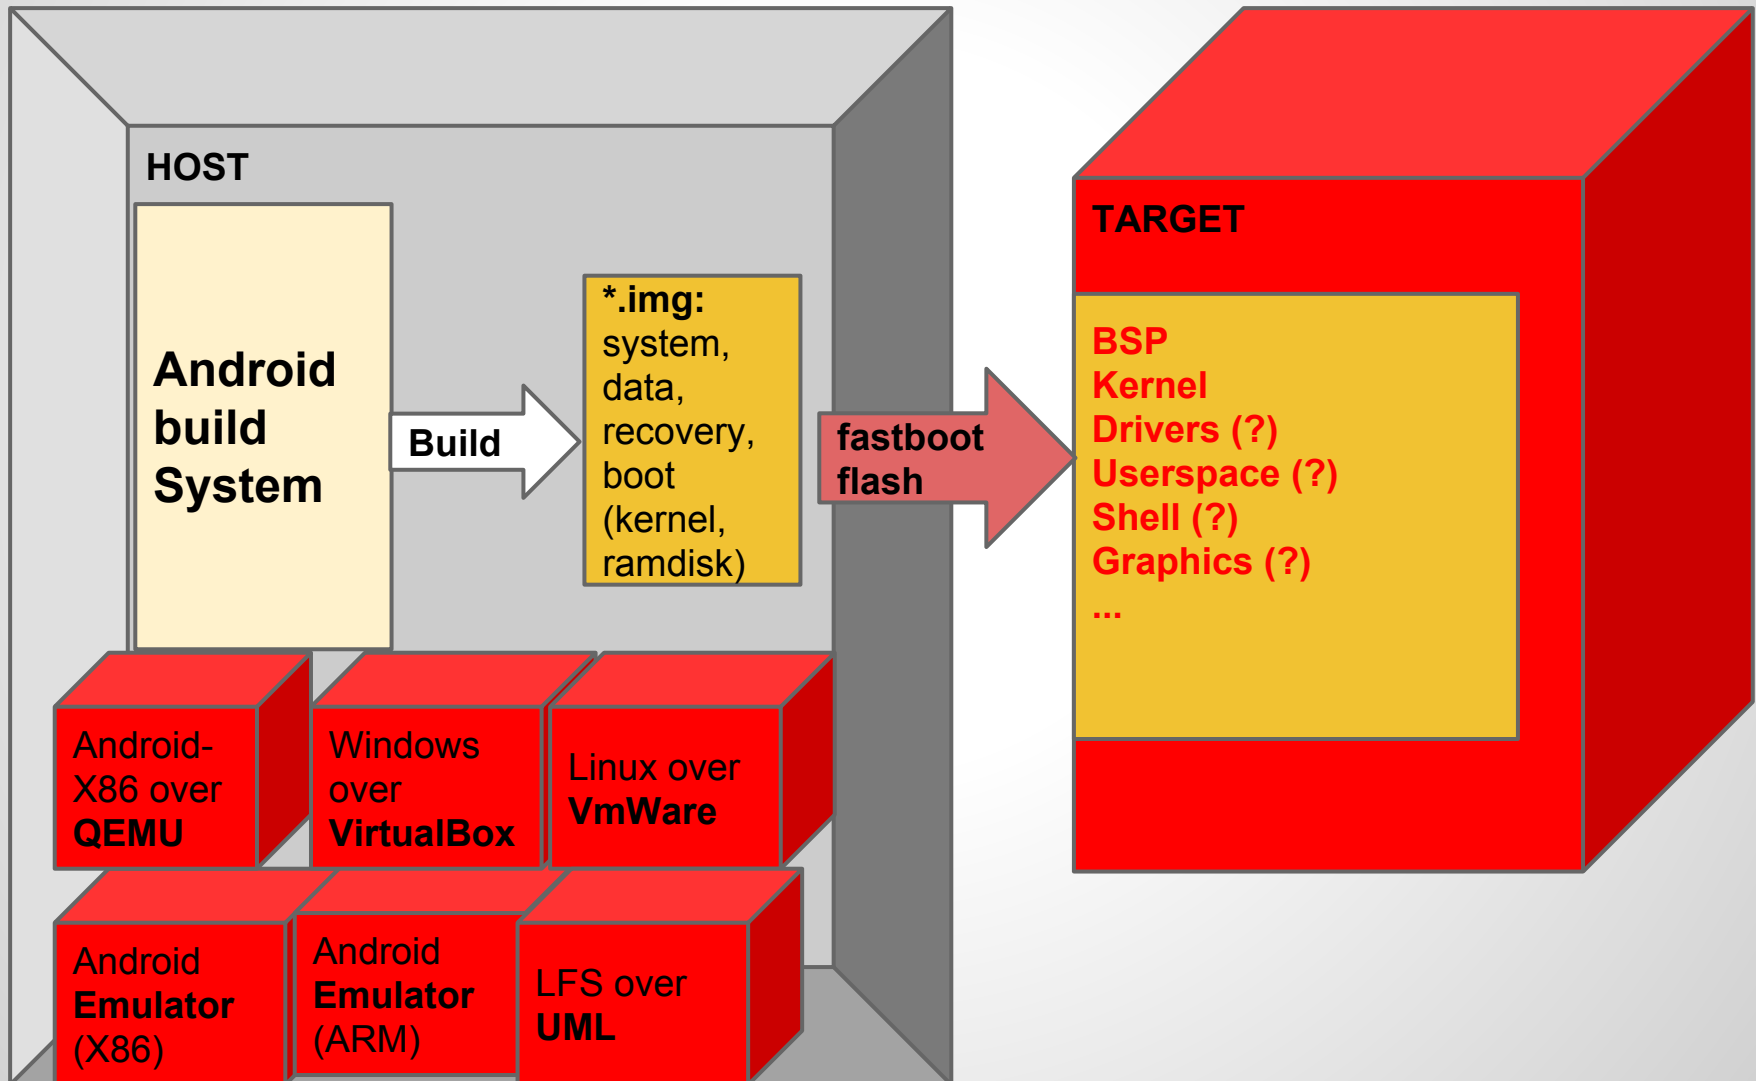 HOST
Android
build
System
Build
*.img:
system,
data,
recovery,
boot
(kernel,
ramdisk)
fastboot
flash
TARGET
BSP
Kernel
Drivers (?)
Userspace (?)
Shell (?)
Graphics (?)
...
Android-
X86 over
QEMU
Windows
over
VirtualBox
Linux over
VmWare
Android
Emulator
(X86)
Android
Emulator
(ARM)
LFS over
UML